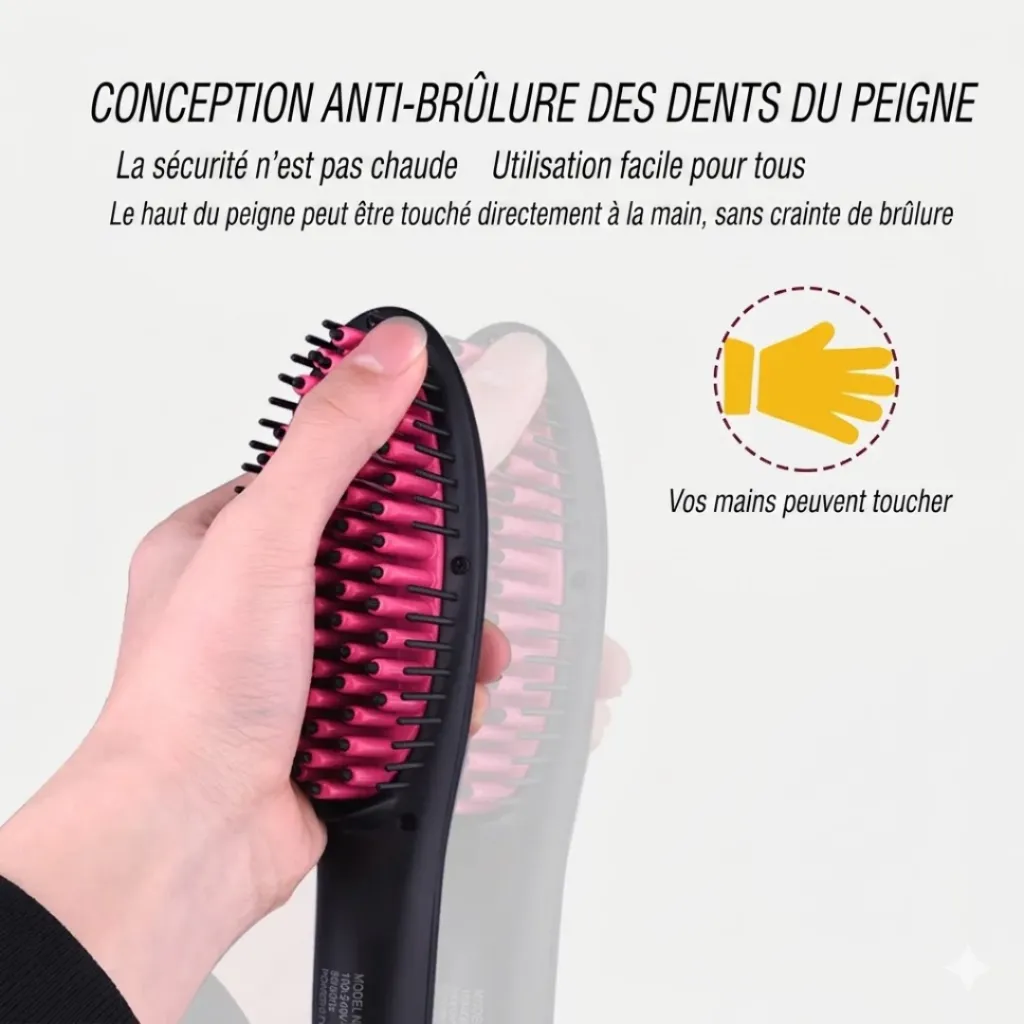 CONCEPTION ANTI-BRÛLURE DES DENTS DU PEIGNE
La sécurité n'est pas chaude Utilisation facile pour tous
Le haut du peigne peut être touché directement à la main, sans crainte de brûlure
Vos mains peuvent toucher
MODEL